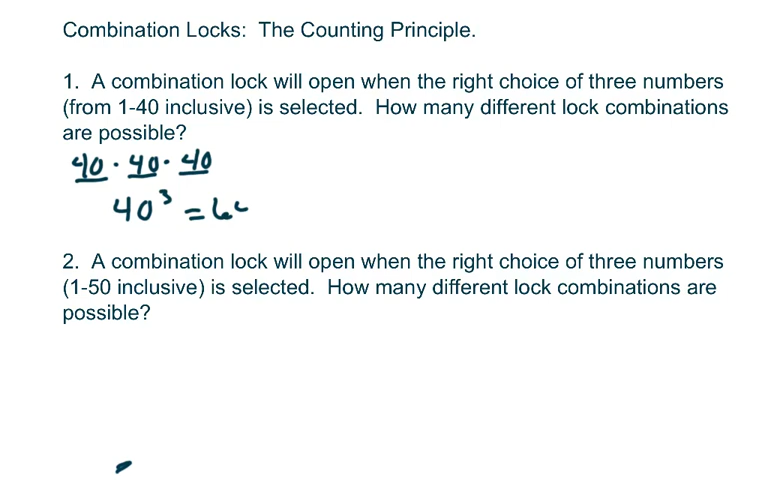 Combination Locks: The Counting Principle.
1. A combination lock will open when the right choice of three numbers
(from 1-40 inclusive) is selected. How many different lock combinations
are possible?
40 · 40 · 40
40³ = 6
2. A combination lock will open when the right choice of three numbers
(1-50 inclusive) is selected. How many different lock combinations are
possible?